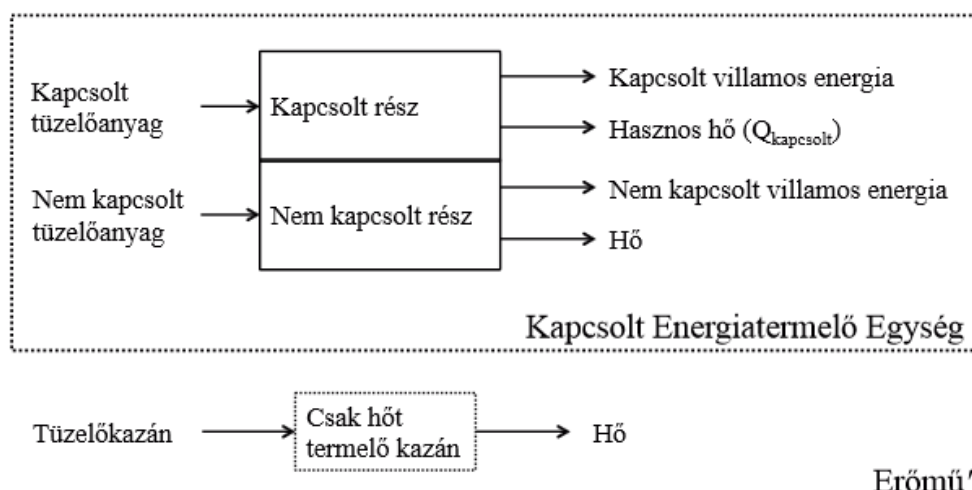 Kapcsolt
tüzelőanyag
Kapcsolt rész
Kapcsolt villamos energia
Hasznos hő (Qkapcsolt)
Nem kapcsolt
tüzelőanyag
Nem kapcsolt rész
Nem kapcsolt villamos energia
Hő
Kapcsolt Energiatermelő Egység
Tüzelőkazán
Csak hőt
termelő kazán
Hő